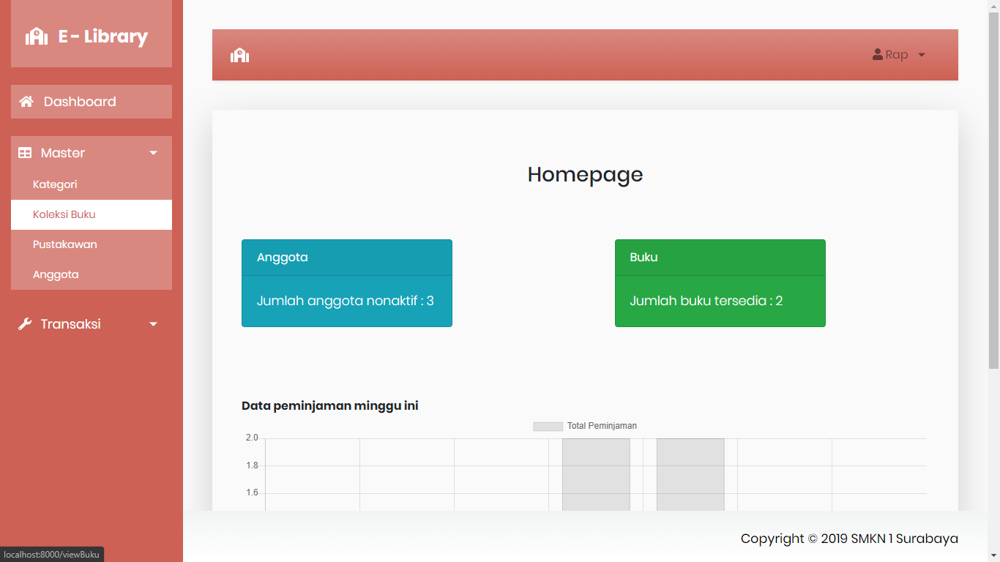 E - Library
Dashboard
Master
Kategori
Koleksi Buku
Pustakawan
Anggota
Transaksi
Rap
Homepage
Anggota
Jumlah anggota nonaktif : 3
Buku
Jumlah buku tersedia : 2
Data peminjaman minggu ini
Total Peminjaman
2.0
1.8
1.6
Copyright © 2019 SMKN 1 Surabaya
localhost:8000/viewBuku